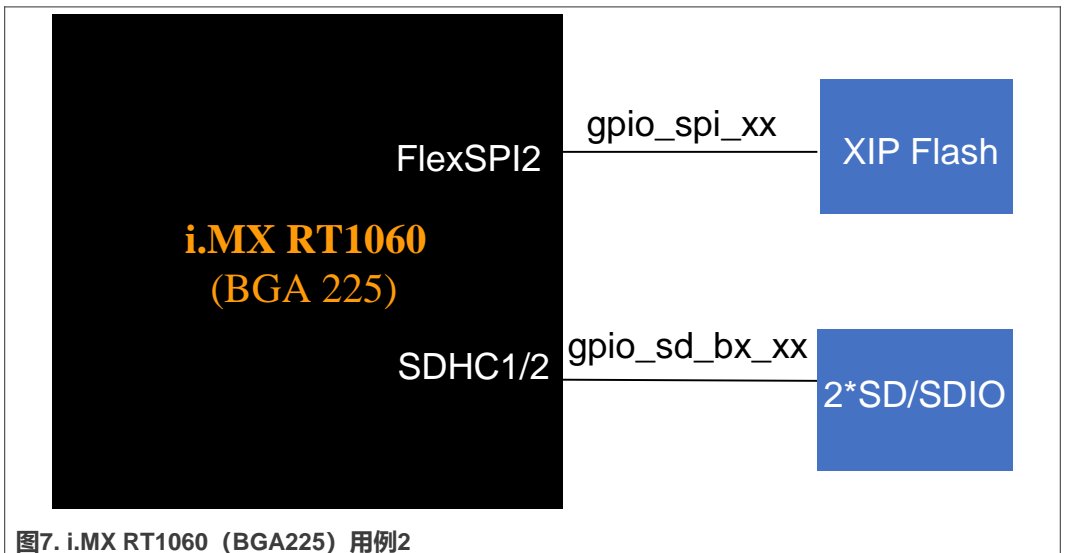 gpio_spi_xx
FlexSPI2
XIP Flash
i.MX RT1060
(BGA 225)
gpio_sd_bx_xx
SDHC1/2
2*SD/SDIO
图7. i.MX RT1060（BGA225）用例2